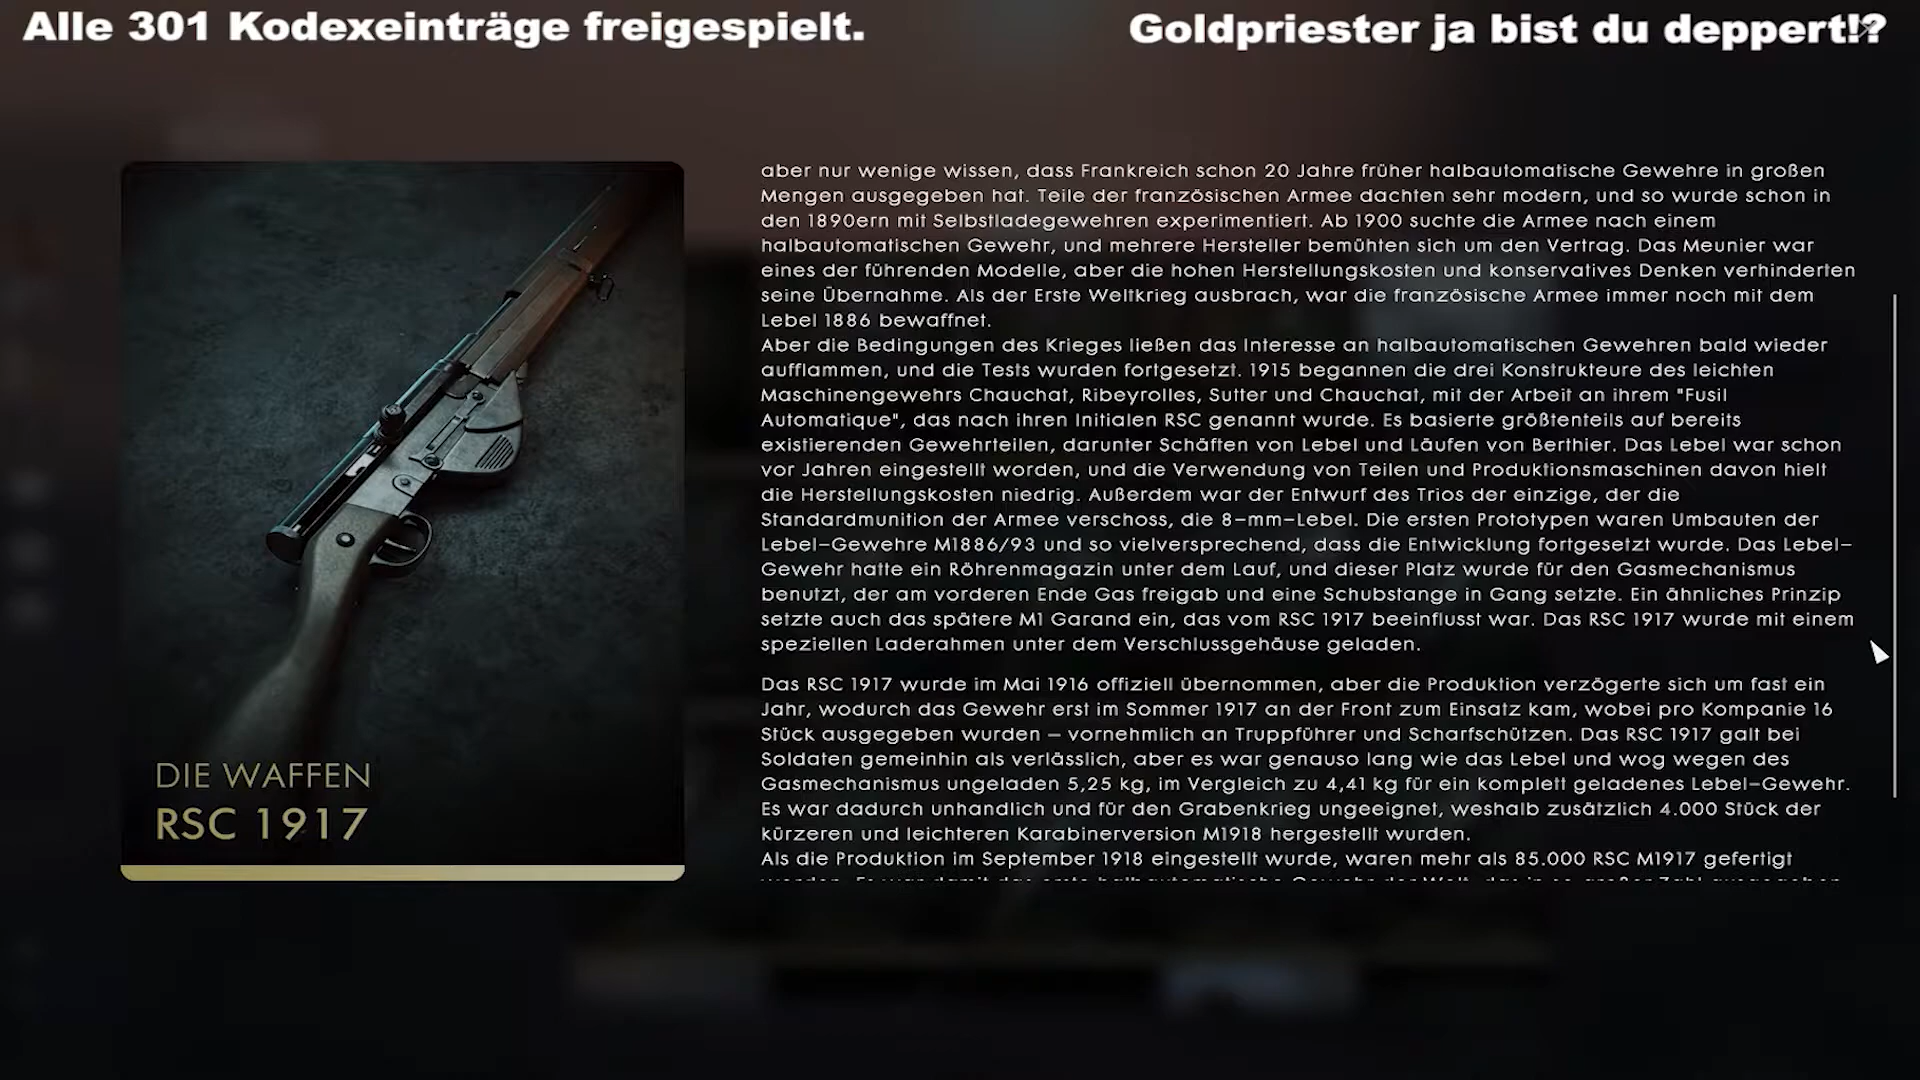 Alle 301 Kodexeinträge freigespielt.
Goldpriester ja bist du deppert!?
aber nur wenige wissen, dass Frankreich schon 20 Jahre früher halbautomatische Gewehre in großen
Mengen ausgegeben hat. Teile der französischen Armee dachten sehr modern, und so wurde schon in
den 1890ern mit Selbstladegewehren experimentiert. Ab 1900 suchte die Armee nach einem
halbautomatischen Gewehr, und mehrere Hersteller bemühten sich um den Vertrag. Das Meunier war
eines der führenden Modelle, aber die hohen Herstellungskosten und konservatives Denken verhinderten
seine Übernahme. Als der Erste Weltkrieg ausbrach, war die französische Armee immer noch mit dem
Lebel 1886 bewaffnet.
Aber die Bedingungen des Krieges ließen das Interesse an halbautomatischen Gewehren bald wieder
aufflammen, und die Tests wurden fortgesetzt. 1915 begannen die drei Konstrukteure des leichten
Maschinengewehrs Chauchat, Ribeyrolles, Sutter und Chauchat, mit der Arbeit an ihrem "Fusil
Automatique", das nach ihren Initialen RSC genannt wurde. Es basierte größtenteils auf bereits
existierenden Gewehrteilen, darunter Schäften von Lebel und Läufen von Berthier. Das Lebel war schon
vor Jahren eingestellt worden, und die Verwendung von Teilen und Produktionsmaschinen davon hielt
die Herstellungskosten niedrig. Außerdem war der Entwurf des Trios der einzige, der die
Standardmunition der Armee verschoss, die 8-mm-Lebel. Die ersten Prototypen waren Umbauten der
Lebel-Gewehre M1886/93 und so vielversprechend, dass die Entwicklung fortgesetzt wurde. Das Lebel-
Gewehr hatte ein Röhrenmagazin unter dem Lauf, und dieser Platz wurde für den Gasmechanismus
benutzt, der am vorderen Ende Gas freigab und eine Schubstange in Gang setzte. Ein ähnliches Prinzip
setzte auch das spätere M1 Garand ein, das vom RSC 1917 beeinflusst war. Das RSC 1917 wurde mit einem
speziellen Laderahmen unter dem Verschlussgehäuse geladen.
Das RSC 1917 wurde im Mai 1916 offiziell übernommen, aber die Produktion verzögerte sich um fast ein
Jahr, wodurch das Gewehr erst im Sommer 1917 an der Front zum Einsatz kam, wobei pro Kompanie 16
Stück ausgegeben wurden – vornehmlich an Truppführer und Scharfschützen. Das RSC 1917 galt bei
Soldaten gemeinhin als verlässlich, aber es war genauso lang wie das Lebel und wog wegen des
Gasmechanismus ungeladen 5,25 kg, im Vergleich zu 4,41 kg für ein komplett geladenes Lebel-Gewehr.
Es war dadurch unhandlich und für den Grabenkrieg ungeeignet, weshalb zusätzlich 4.000 Stück der
kürzeren und leichteren Karabinerversion M1918 hergestellt wurden.
Als die Produktion im September 1918 eingestellt wurde, waren mehr als 85.000 RSC M1917 gefertigt
worden. Es war damit das erste halbautomatische Gewehr der Welt, das in so großer Zahl ausgegeben
DIE WAFFEN
RSC 1917